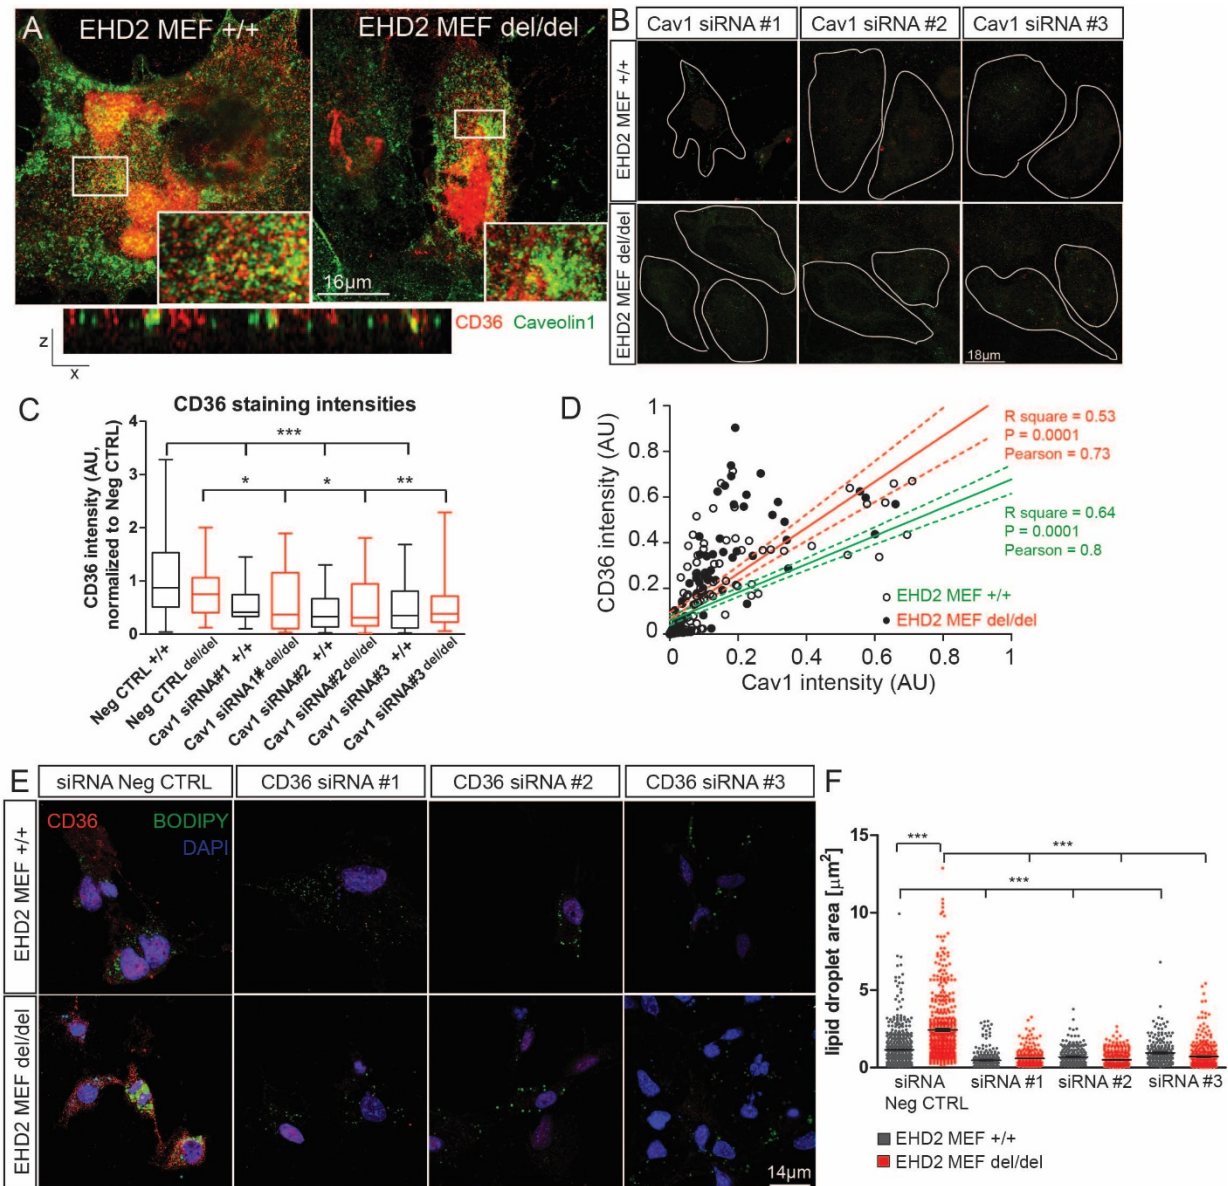 A
EHD2 MEF +/+
EHD2 MEF del/del
16µm
CD36 Caveolin1
z
x
B
Cav1 siRNA #1
Cav1 siRNA #2
Cav1 siRNA #3
EHD2 MEF +/+
EHD2 MEF del/del
18µm
C
CD36 staining intensities
CD36 intensity (AU,
normalized to Neg CTRL)
4
3
2
1
0
***
*
*
**
Neg CTRL +/+
Neg CTRL del/del
Cav1 siRNA#1 +/+
Cav1 siRNA1# del/del
Cav1 siRNA#2 +/+
Cav1 siRNA#2 del/del
Cav1 siRNA#3 +/+
Cav1 siRNA#3 del/del
D
CD36 intensity (AU)
1
0.8
0.6
0.4
0.2
0
R square = 0.53
P = 0.0001
Pearson = 0.73
R square = 0.64
P = 0.0001
Pearson = 0.8
EHD2 MEF +/+
EHD2 MEF del/del
0 0.2 0.4 0.6 0.8 1
Cav1 intensity (AU)
E
siRNA Neg CTRL
CD36 siRNA #1
CD36 siRNA #2
CD36 siRNA #3
EHD2 MEF +/+
CD36 BODIPY
DAPI
EHD2 MEF del/del
14µm
F
lipid droplet area [µm²]
15
10
5
0
***
***
***
siRNA
Neg CTRL
siRNA #1
siRNA #2
siRNA #3
EHD2 MEF +/+
EHD2 MEF del/del